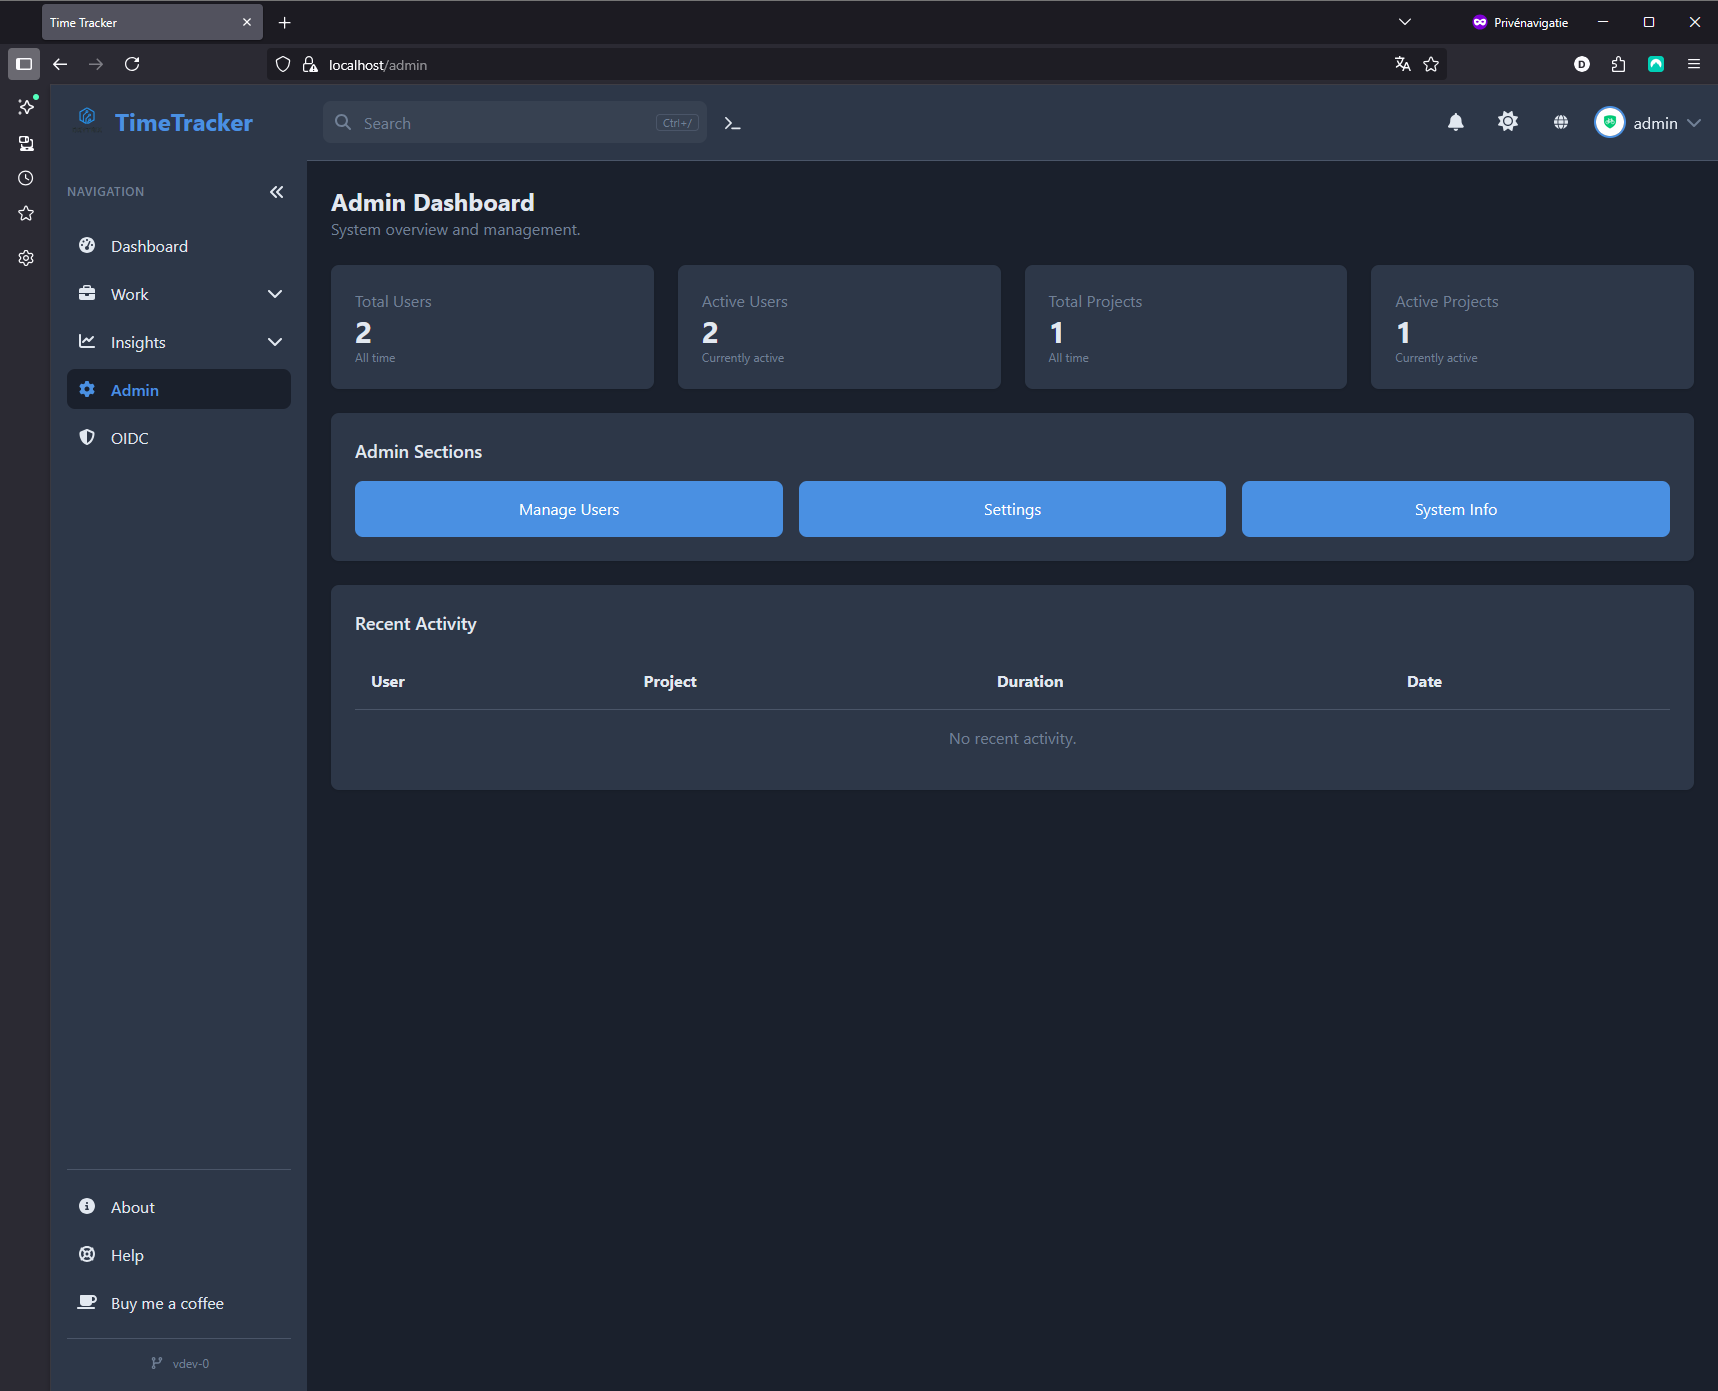 Time Tracker
Privénavigatie
localhost/admin
TimeTracker
Search
Ctrl+/
admin
NAVIGATION
Dashboard
Work
Insights
Admin
OIDC
Admin Dashboard
System overview and management.
Total Users
2
All time
Active Users
2
Currently active
Total Projects
1
All time
Active Projects
1
Currently active
Admin Sections
Manage Users
Settings
System Info
Recent Activity
User Project Duration Date
No recent activity.
About
Help
Buy me a coffee
vdev-0